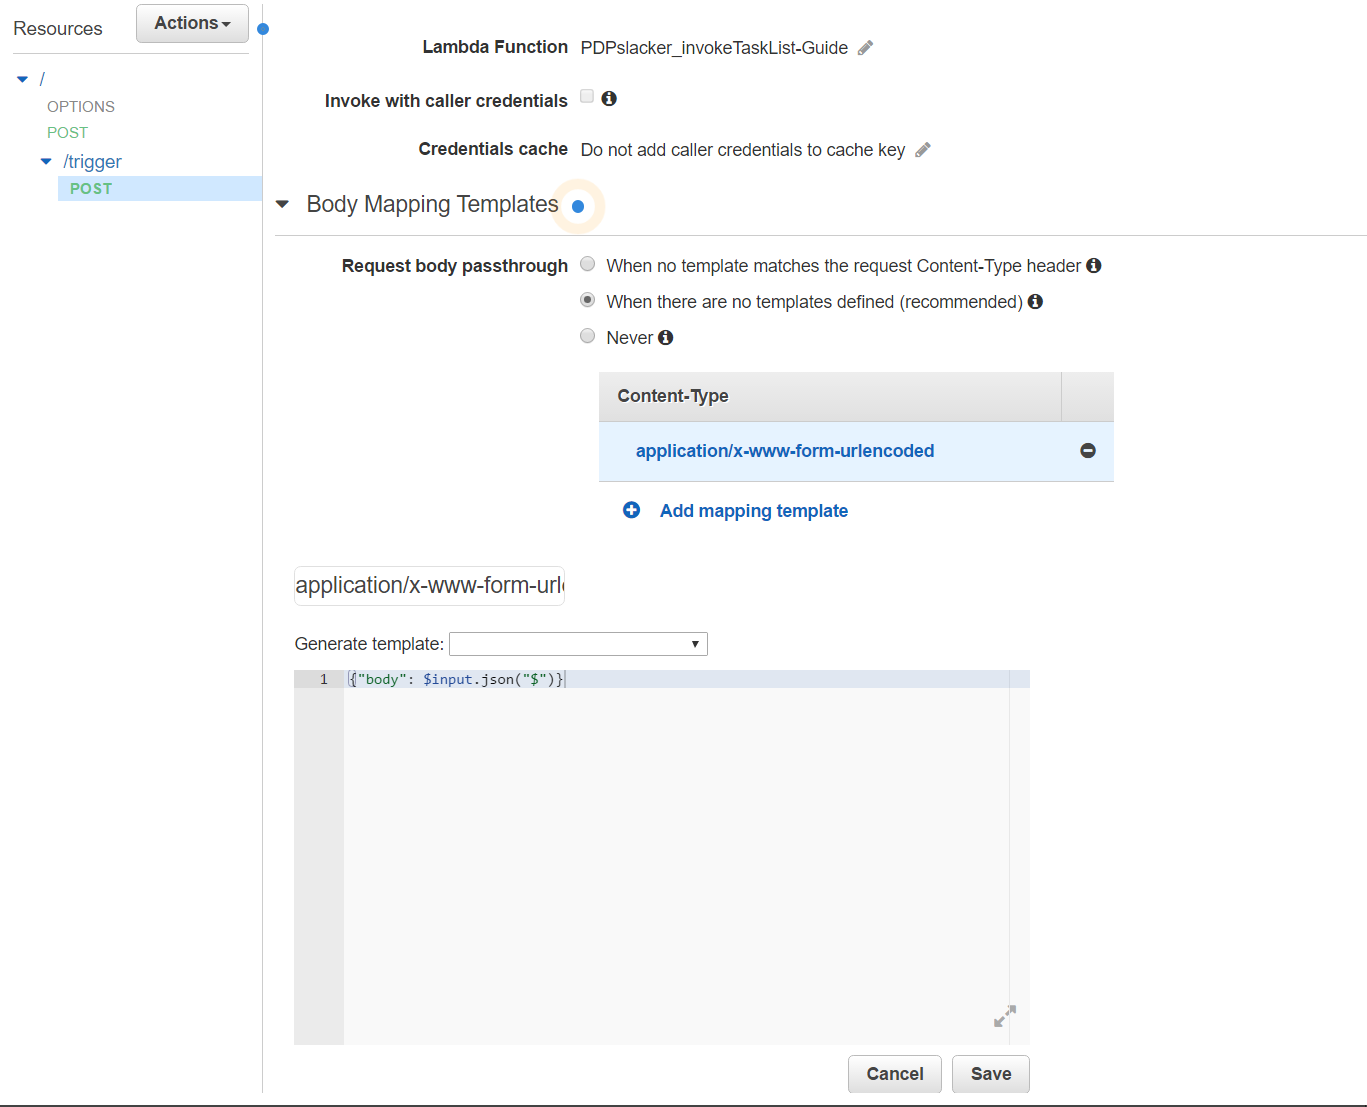 Resources
Actions
/
OPTIONS
POST
/trigger
POST
Lambda Function PDPslacker_invokeTaskList-Guide
Invoke with caller credentials
Credentials cache Do not add caller credentials to cache key
Body Mapping Templates
Request body passthrough When no template matches the request Content-Type header
When there are no templates defined (recommended)
Never
Content-Type
application/x-www-form-urlencoded
Add mapping template
application/x-www-form-url
Generate template:
1 {"body": $input.json("$")}
Cancel Save